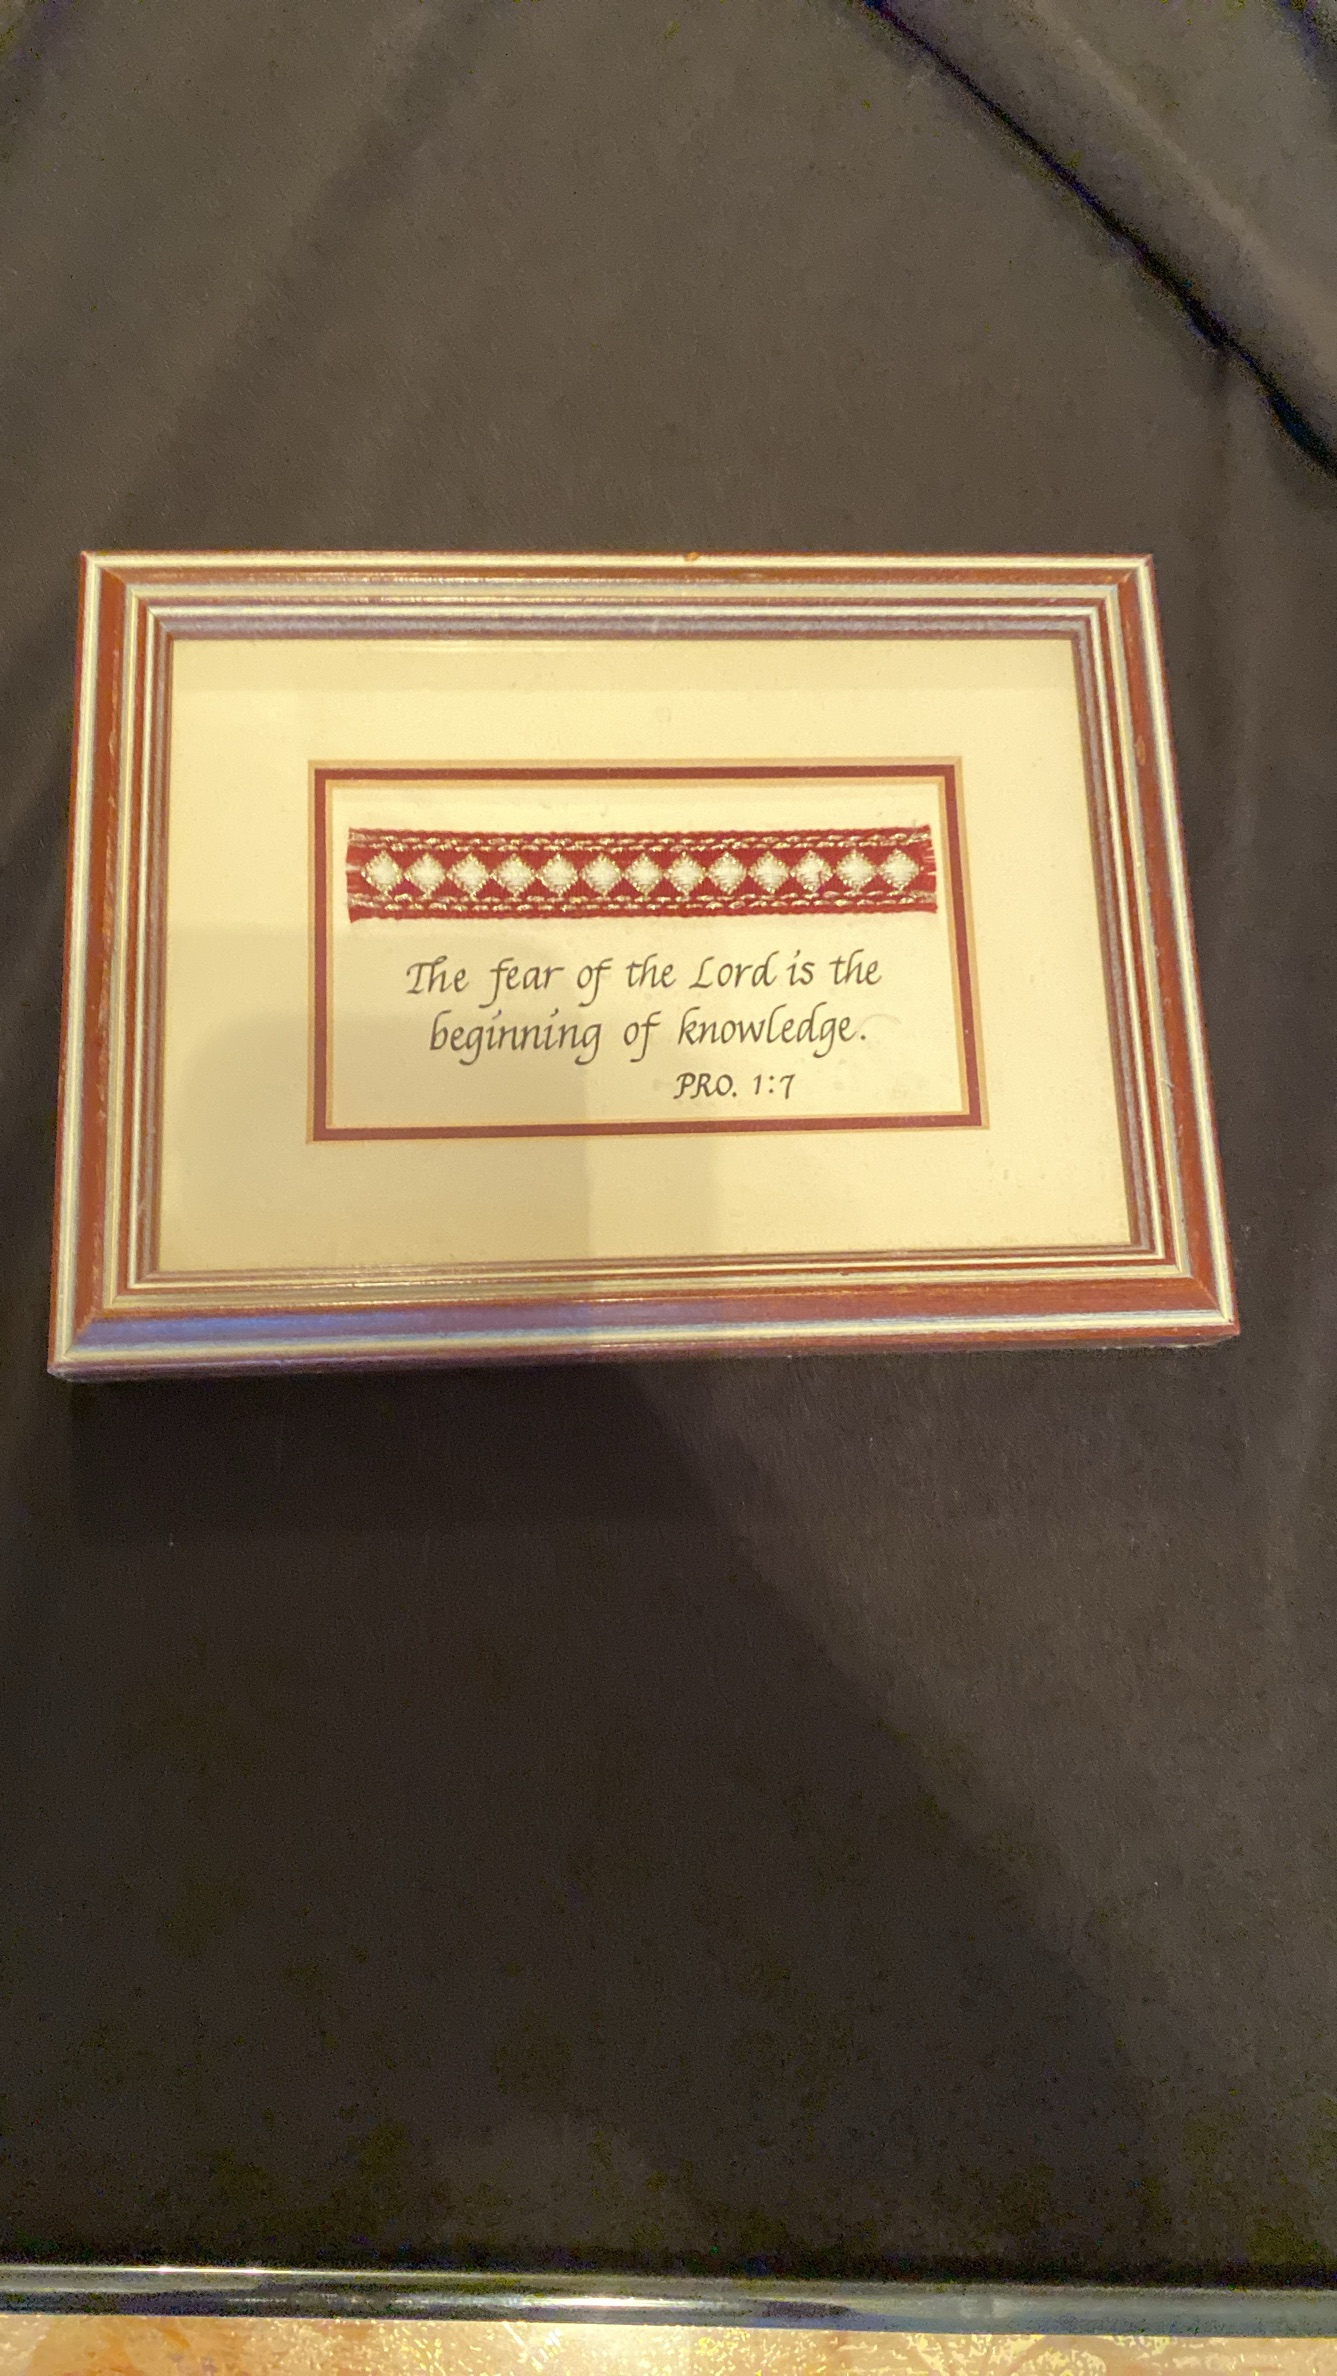 The fear of the Lord is the
beginning of knowledge.
PRO. 1:7